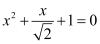 x² + x/√2 + 1 = 0